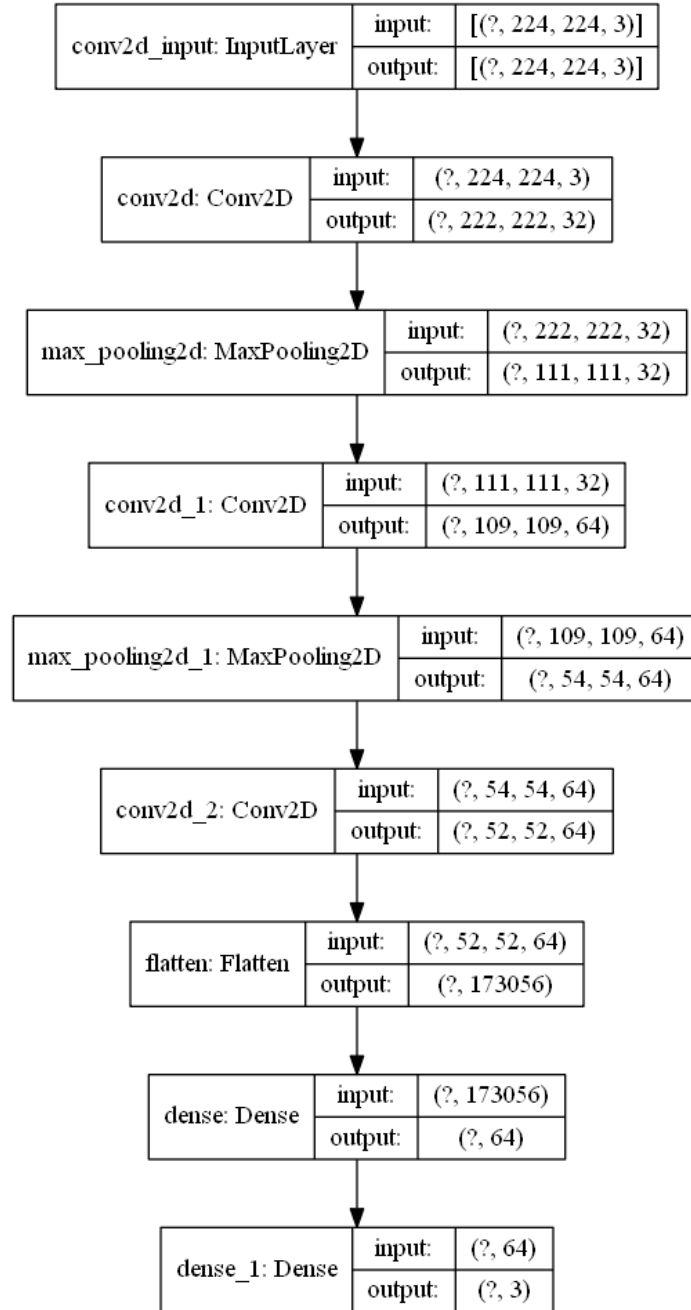 conv2d_input: InputLayer
input:
[(?, 224, 224, 3)]
output:
[(?, 224, 224, 3)]
conv2d: Conv2D
input:
(?, 224, 224, 3)
output:
(?, 222, 222, 32)
max_pooling2d: MaxPooling2D
input:
(?, 222, 222, 32)
output:
(?, 111, 111, 32)
conv2d_1: Conv2D
input:
(?, 111, 111, 32)
output:
(?, 109, 109, 64)
max_pooling2d_1: MaxPooling2D
input:
(?, 109, 109, 64)
output:
(?, 54, 54, 64)
conv2d_2: Conv2D
input:
(?, 54, 54, 64)
output:
(?, 52, 52, 64)
flatten: Flatten
input:
(?, 52, 52, 64)
output:
(?, 173056)
dense: Dense
input:
(?, 173056)
output:
(?, 64)
dense_1: Dense
input:
(?, 64)
output:
(?, 3)